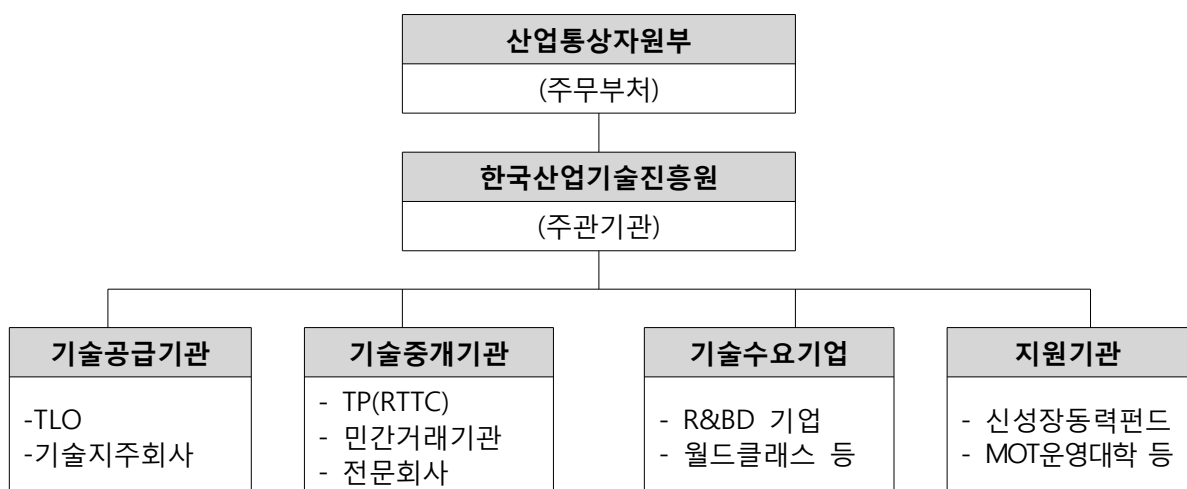 산업통상자원부
(주무부처)
한국산업기술진흥원
(주관기관)
기술공급기관
-TLO
-기술지주회사
기술중개기관
- TP(RTTC)
- 민간거래기관
- 전문회사
기술수요기업
- R&BD 기업
- 월드클래스 등
지원기관
- 신성장동력펀드
- MOT운영대학 등